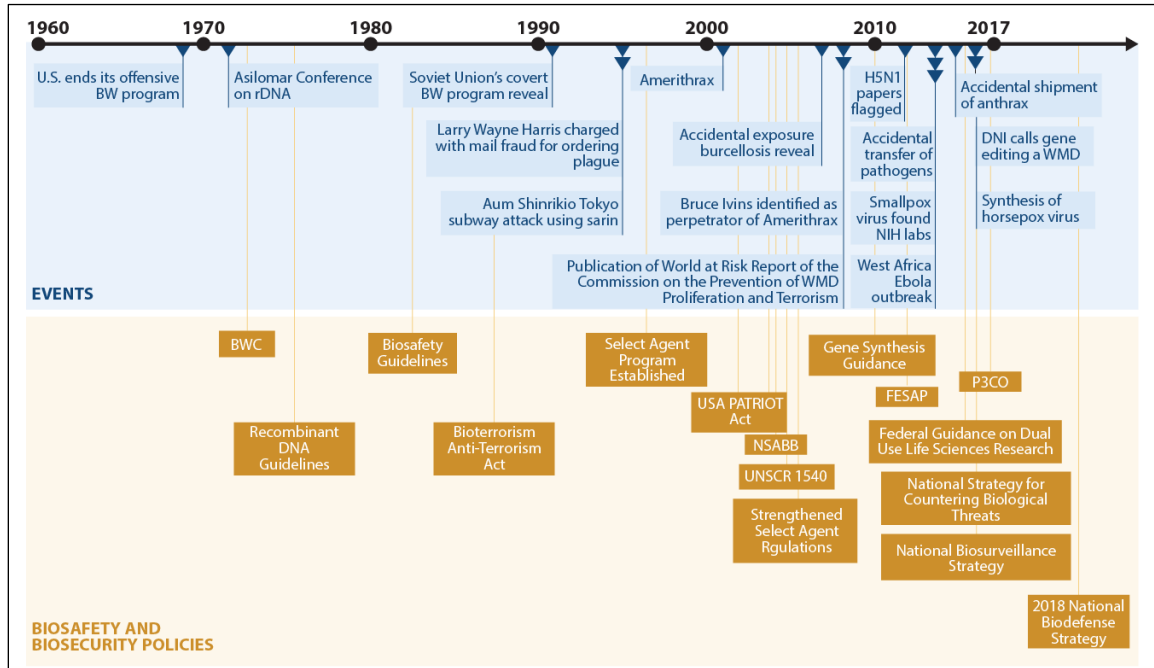 1960 1970 1980 1990 2000 2010 2017
U.S. ends its offensive
BW program
Asilomar Conference
on rDNA
Soviet Union's covert
BW program reveal
Amerithrax
H5N1
papers
flagged
Accidental shipment
of anthrax
Larry Wayne Harris charged
with mail fraud for ordering
plague
Accidental exposure
burcellosis reveal
Accidental
transfer of
pathogens
DNI calls gene
editing a WMD
Aum Shinrikio Tokyo
subway attack using sarin
Bruce Ivins identified as
perpetrator of Amerithrax
Smallpox
virus found
NIH labs
Synthesis of
horsepox virus
Publication of World at Risk Report of the
Commission on the Prevention of WMD
Proliferation and Terrorism
West Africa
Ebola
outbreak
EVENTS
BWC
Biosafety
Guidelines
Select Agent
Program
Established
Gene Synthesis
Guidance
P3CO
FESAP
USA PATRIOT
Act
Recombinant
DNA
Guidelines
Bioterrorism
Anti-Terrorism
Act
NSABB
Federal Guidance on Dual
Use Life Sciences Research
UNSCR 1540
National Strategy for
Countering Biological
Threats
Strengthened
Select Agent
Rgulations
National Biosurveillance
Strategy
2018 National
Biodefense
Strategy
BIOSAFETY AND
BIOSECURITY POLICIES